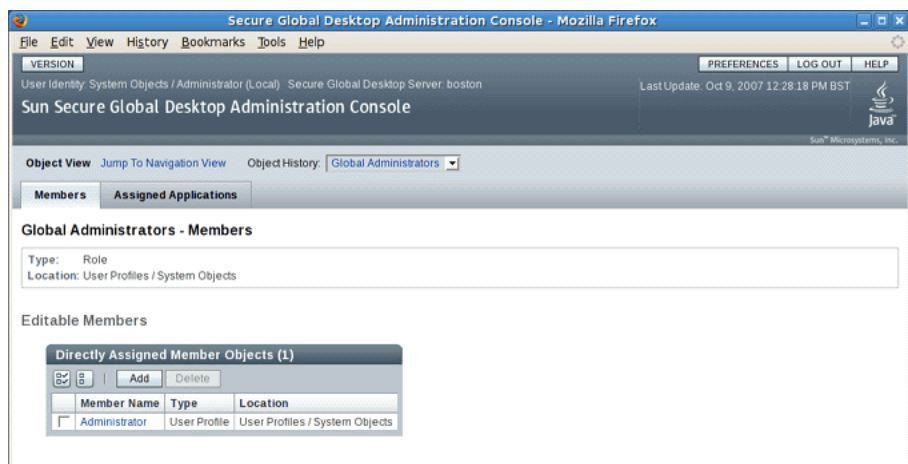 Secure Global Desktop Administration Console - Mozilla Firefox
File Edit View History Bookmarks Tools Help
VERSION PREFERENCES LOG OUT HELP
User Identity: System Objects / Administrator (Local) Secure Global Desktop Server: boston Last Update: Oct 9, 2007 12:28:18 PM BST
Sun Secure Global Desktop Administration Console
Java
Sun™ Microsystems, Inc.
Object View Jump To Navigation View Object History: Global Administrators
Members Assigned Applications
Global Administrators - Members
Type: Role
Location: User Profiles / System Objects
Editable Members
Directly Assigned Member Objects (1)
Add Delete
Member Name Type Location
Administrator User Profile User Profiles / System Objects